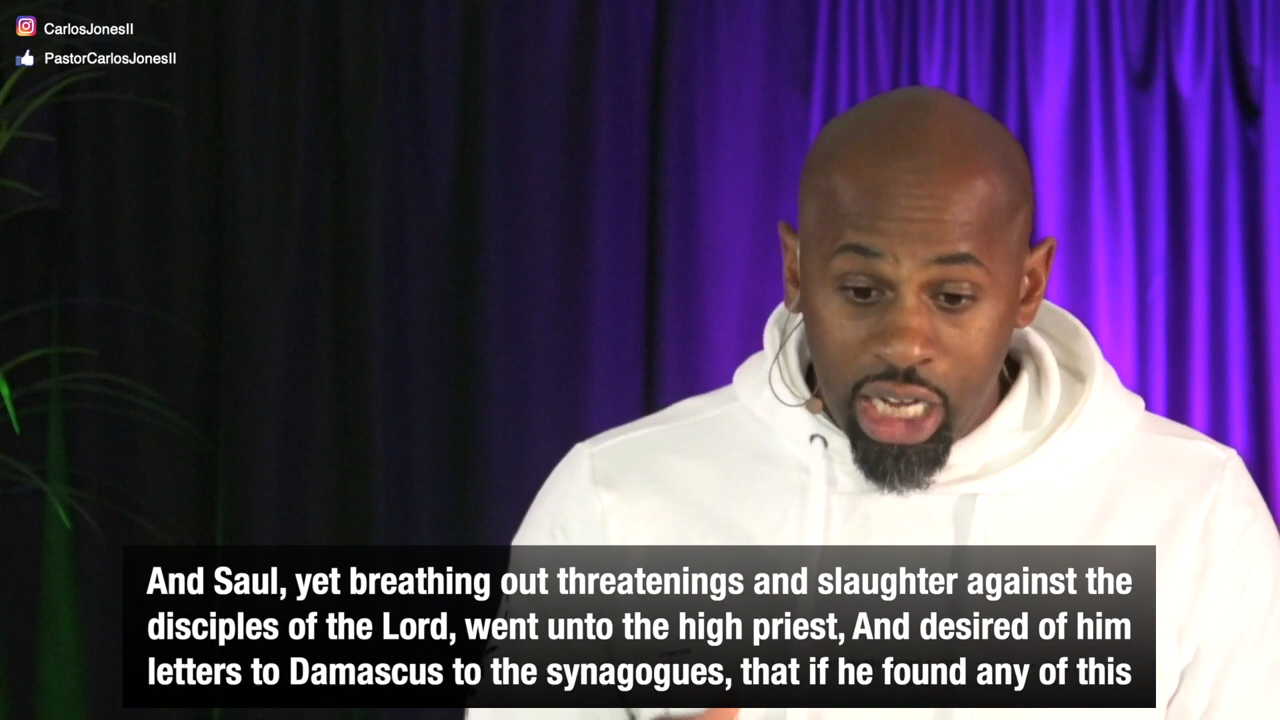 CarlosJonesII
PastorCarlosJonesII
And Saul, yet breathing out threatenings and slaughter against the
disciples of the Lord, went unto the high priest, And desired of him
letters to Damascus to the synagogues, that if he found any of this